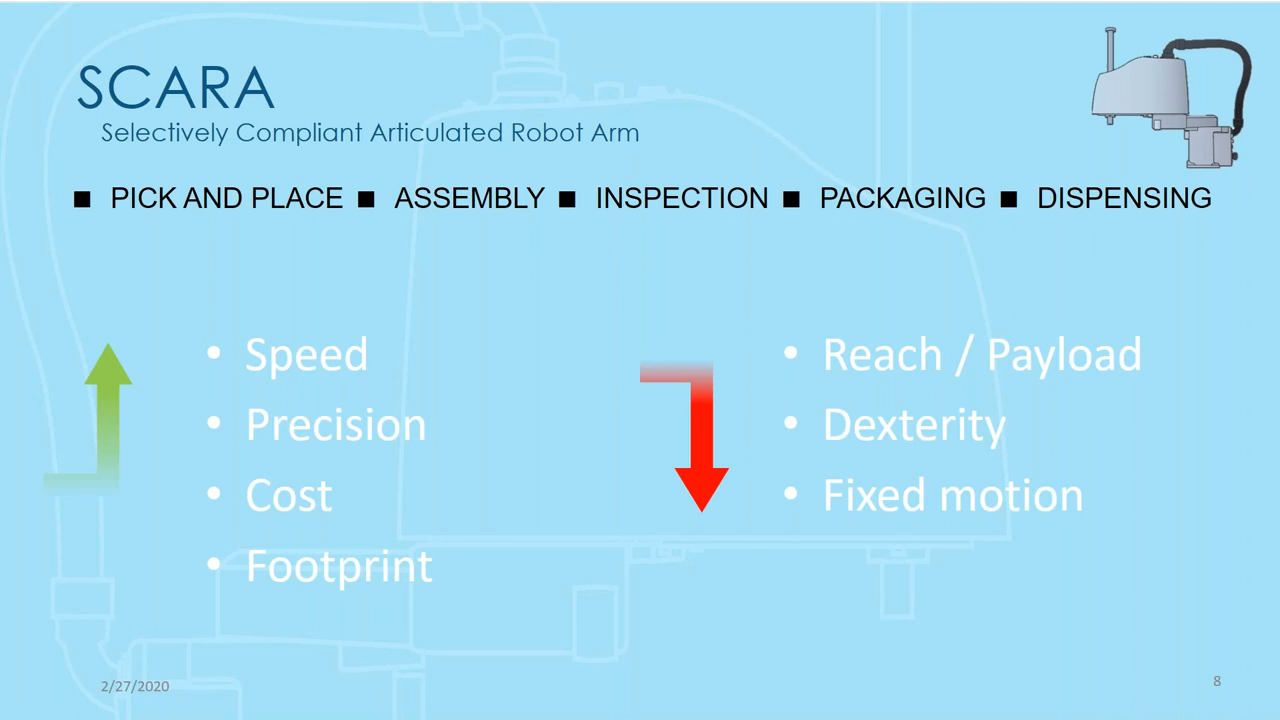 SCARA
Selectively Compliant Articulated Robot Arm
■ PICK AND PLACE ■ ASSEMBLY ■ INSPECTION ■ PACKAGING ■ DISPENSING
• Speed
• Precision
• Cost
• Footprint
• Reach / Payload
• Dexterity
• Fixed motion
2/27/2020
8